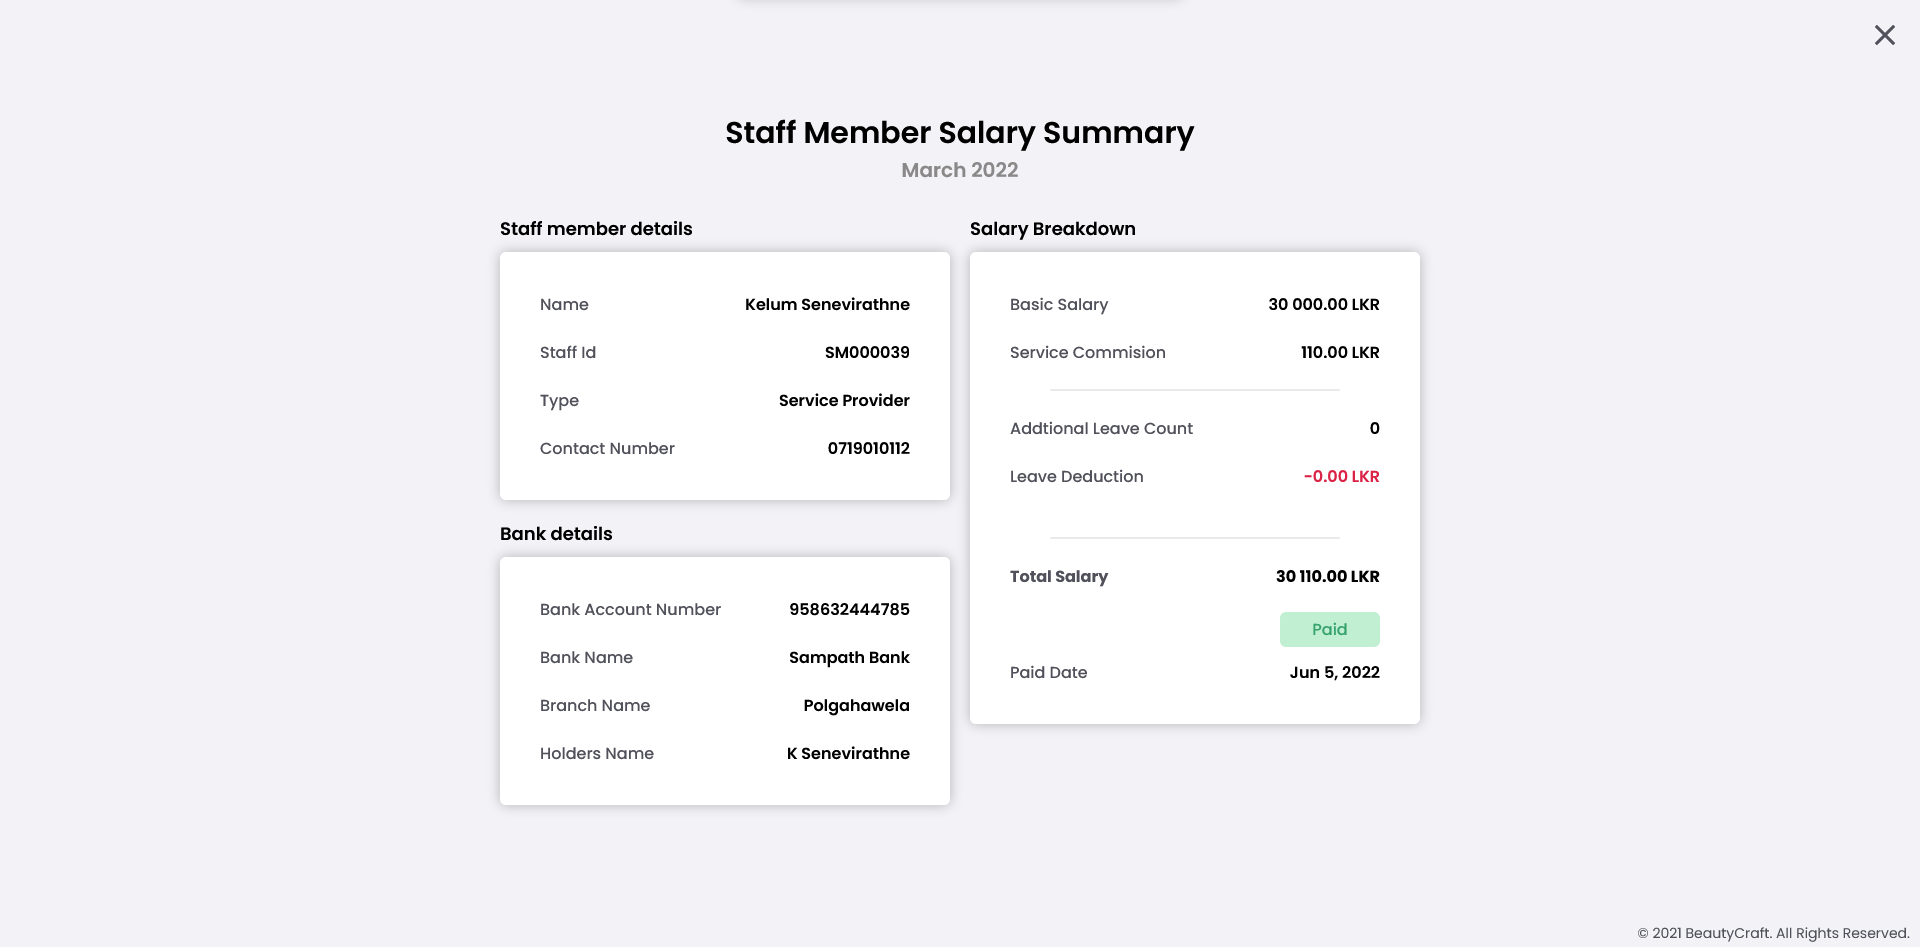 Staff Member Salary Summary
March 2022
Staff member details
Name Kelum Senevirathne
Staff Id SM000039
Type Service Provider
Contact Number 0719010112
Bank details
Bank Account Number 958632444785
Bank Name Sampath Bank
Branch Name Polgahawela
Holders Name K Senevirathne
Salary Breakdown
Basic Salary 30 000.00 LKR
Service Commision 110.00 LKR
Addtional Leave Count 0
Leave Deduction -0.00 LKR
Total Salary 30 110.00 LKR
Paid
Paid Date Jun 5, 2022
© 2021 BeautyCraft. All Rights Reserved.